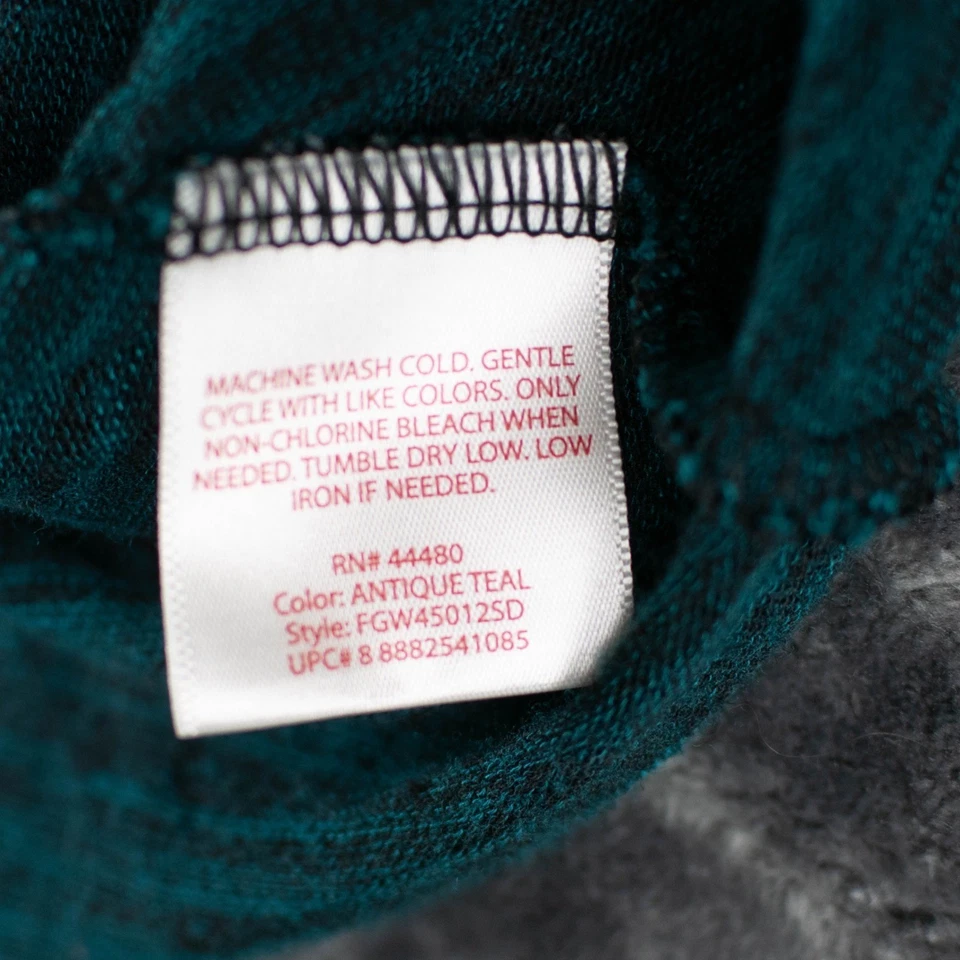 MACHINE WASH COLD. GENTLE
CYCLE WITH LIKE COLORS. ONLY
NON-CHLORINE BLEACH WHEN
NEEDED. TUMBLE DRY LOW. LOW
IRON IF NEEDED.
RN# 44480
Color: ANTIQUE TEAL
Style: FGW45012SD
UPC# 8 8882541085